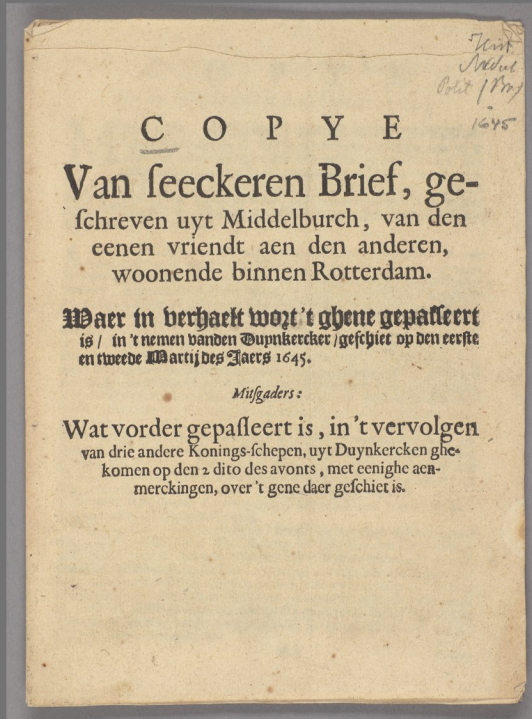 Hist
Polit
1645
C O P Y E
Van ſeeckeren Brief, ge-
ſchreven uyt Middelburch, van den
eenen vriendt aen den anderen,
woonende binnen Rotterdam.
Waer in verhaelt wort 't ghene gepaſſeert
is / in 't nemen vanden Duynkercker / geſchiet op den eerſte
en tweede Martij des Jaers 1645.
Mitſgaders:
Wat vorder gepaſſeert is, in 't vervolgen
van drie andere Konings-ſchepen, uyt Duynkercken ghe-
komen op den 2 dito des avonts, met eenighe aen-
merckingen, over 't gene daer geſchiet is.